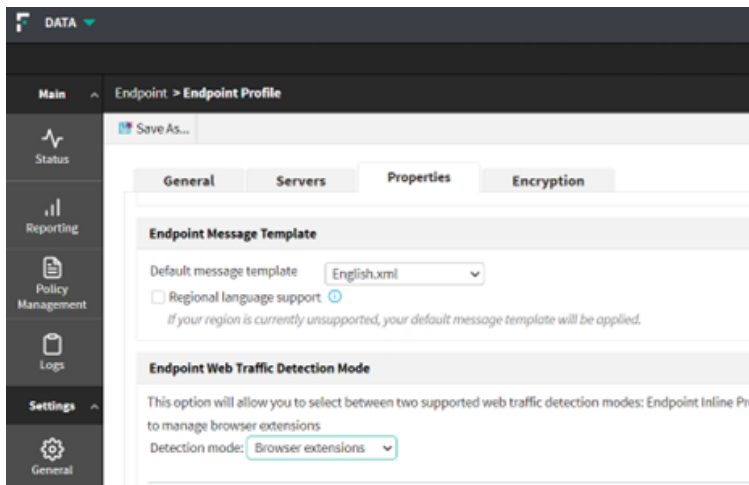 DATA
Main
Endpoint > Endpoint Profile
Save As...
Status
General
Servers
Properties
Encryption
Reporting
Endpoint Message Template
Default message template
English.xml
Policy
Management
Regional language support
If your region is currently unsupported, your default message template will be applied.
Logs
Endpoint Web Traffic Detection Mode
Settings
This option will allow you to select between two supported web traffic detection modes: Endpoint Inline Pr
to manage browser extensions
Detection mode: Browser extensions
General